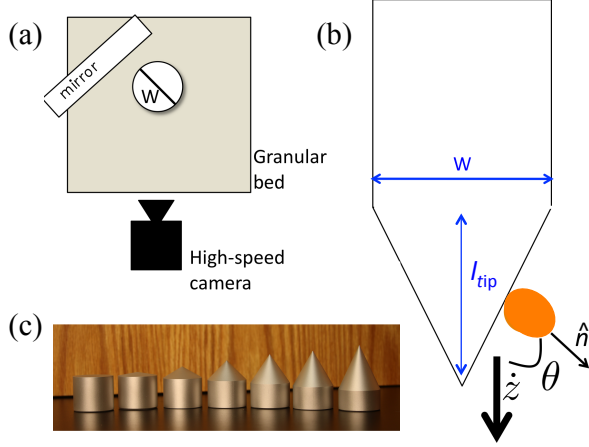 (a)
mirror
W
Granular
bed
High-speed
camera
(b)
W
l_tip
n̂
ż
θ
(c)